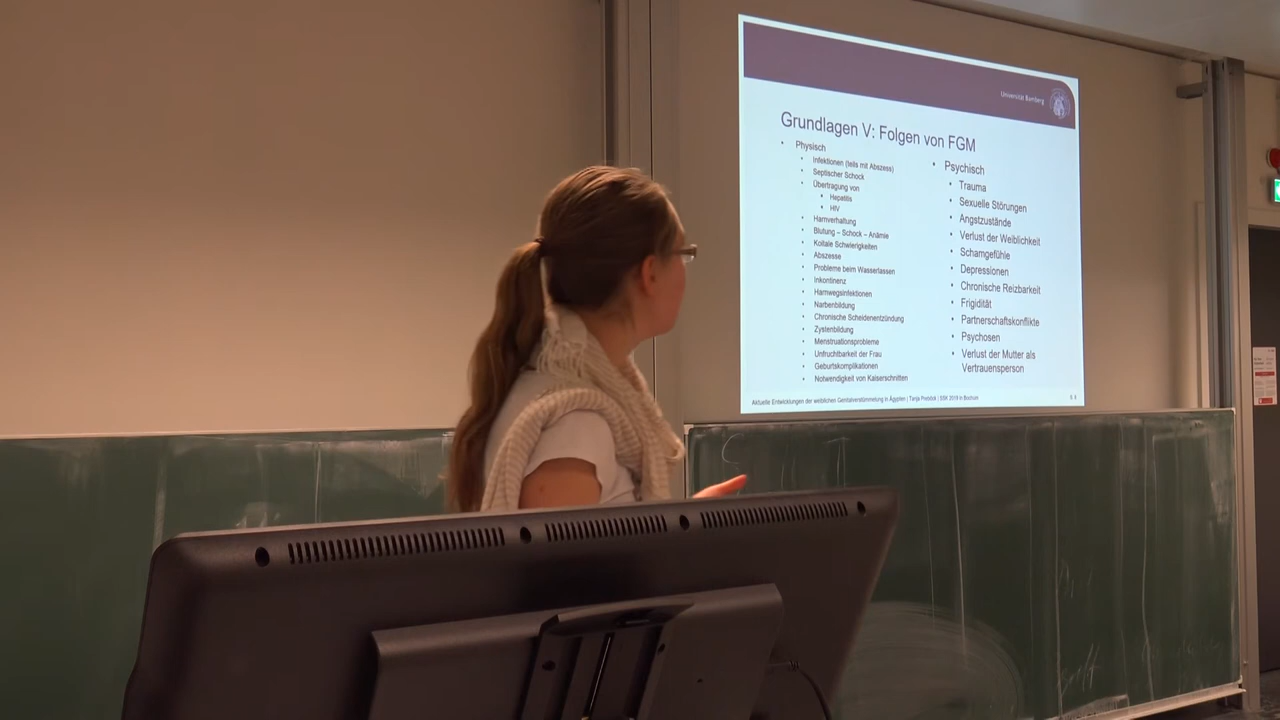 Universität Bamberg
Grundlagen V: Folgen von FGM
Physisch
Infektionen (teils mit Abszess)
Septischer Schock
Übertragung von
Hepatitis
HIV
Harnverhaltung
Blutung – Schock – Anämie
Koitale Schwierigkeiten
Abszesse
Probleme beim Wasserlassen
Inkontinenz
Harnwegsinfektionen
Narbenbildung
Chronische Scheidenentzündung
Zystenbildung
Menstruationsprobleme
Unfruchtbarkeit der Frau
Geburtskomplikationen
Notwendigkeit von Kaiserschnitten
Psychisch
Trauma
Sexuelle Störungen
Angstzustände
Verlust der Weiblichkeit
Schamgefühle
Depressionen
Chronische Reizbarkeit
Frigidität
Partnerschaftskonflikte
Psychosen
Verlust der Mutter als
Vertrauensperson
Aktuelle Entwicklungen der weiblichen Genitalverstümmelung in Ägypten | Tanja | SSK 2019 in Bochum